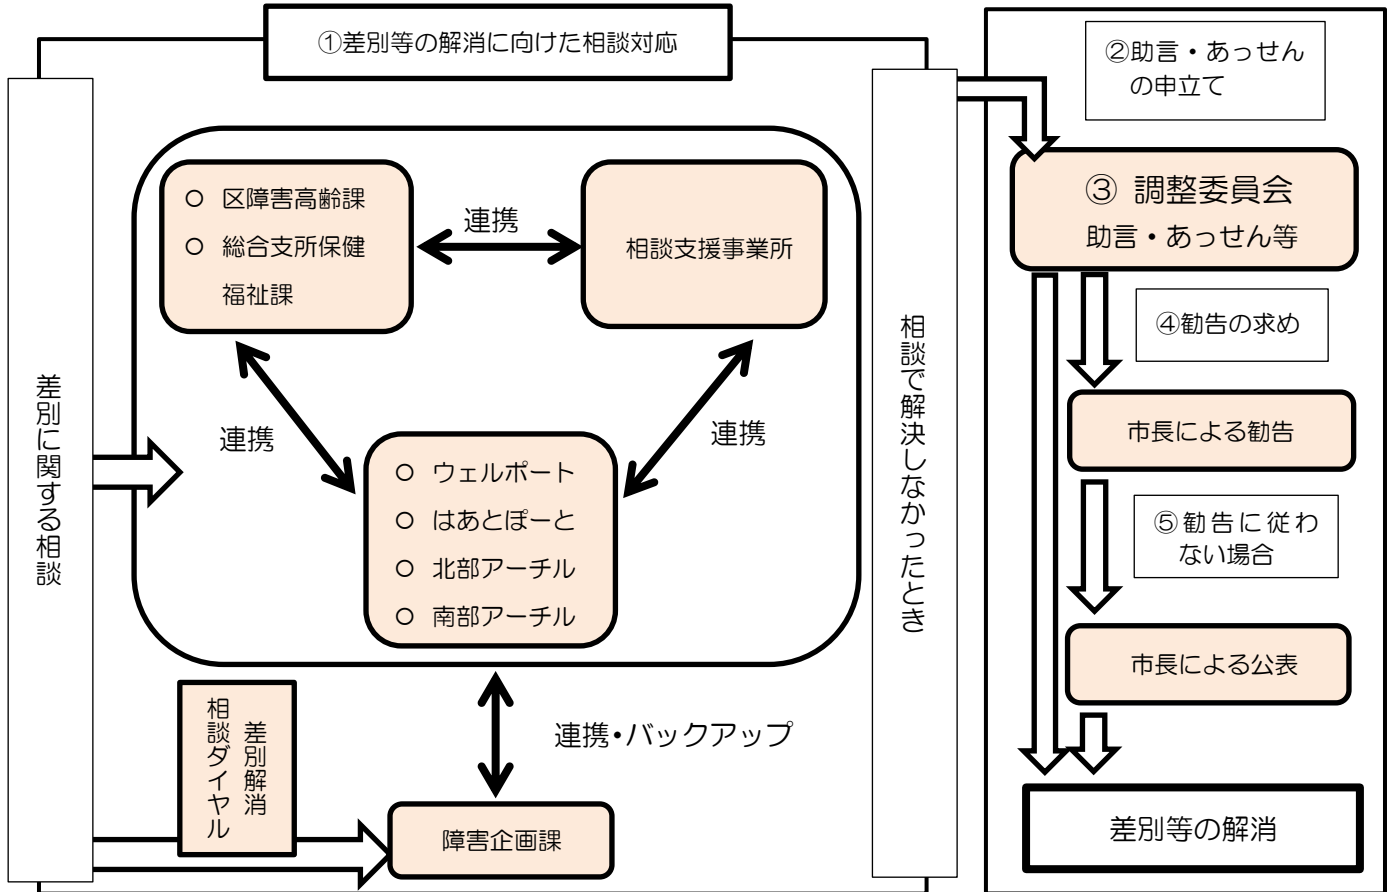 ①差別等の解消に向けた相談対応
差別に関する相談
○ 区障害高齢課
○ 総合支所保健
福祉課
連携
相談支援事業所
連携
連携
○ ウェルポート
○ はあとぽーと
○ 北部アーチル
○ 南部アーチル
差別解消
相談ダイヤル
連携・バックアップ
障害企画課
相談で解決しなかったとき
②助言・あっせん
の申立て
③ 調整委員会
助言・あっせん等
④勧告の求め
市長による勧告
⑤勧告に従わ
ない場合
市長による公表
差別等の解消